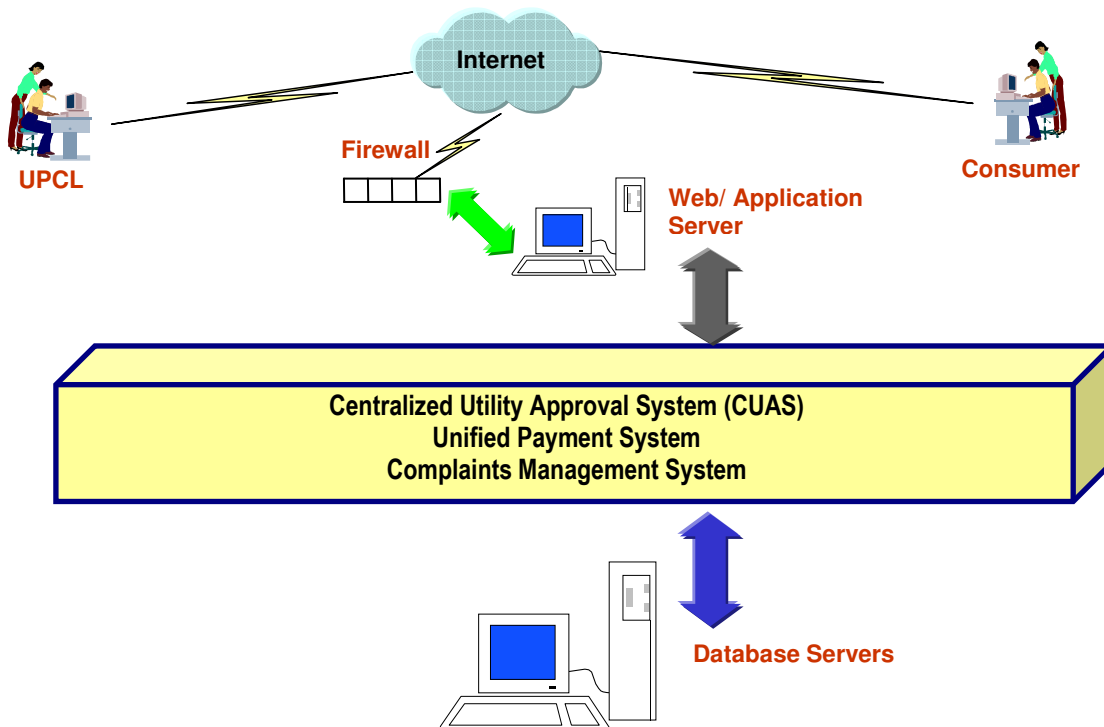 Internet
Firewall
UPCL
Consumer
Web/ Application
Server
Centralized Utility Approval System (CUAS)
Unified Payment System
Complaints Management System
Database Servers